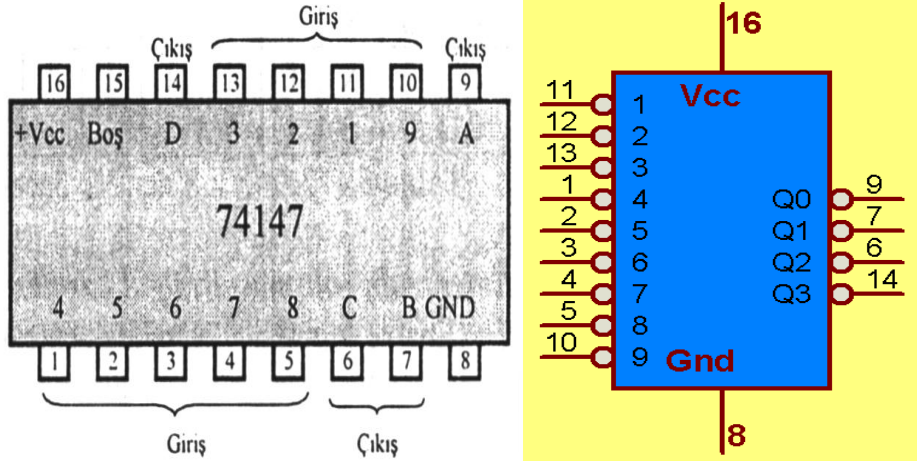 Giriş
Çıkış Çıkış
16 15 14 13 12 11 10 9
+Vcc Boş D 3 2 1 9 A
74147
4 5 6 7 8 C B GND
1 2 3 4 5 6 7 8
Giriş Çıkış
16
Vcc
11 1
12 2
13 3
1 4 Q0 9
2 5 Q1 7
3 6 Q2 6
4 7 Q3 14
5 8
10 9
Gnd
8